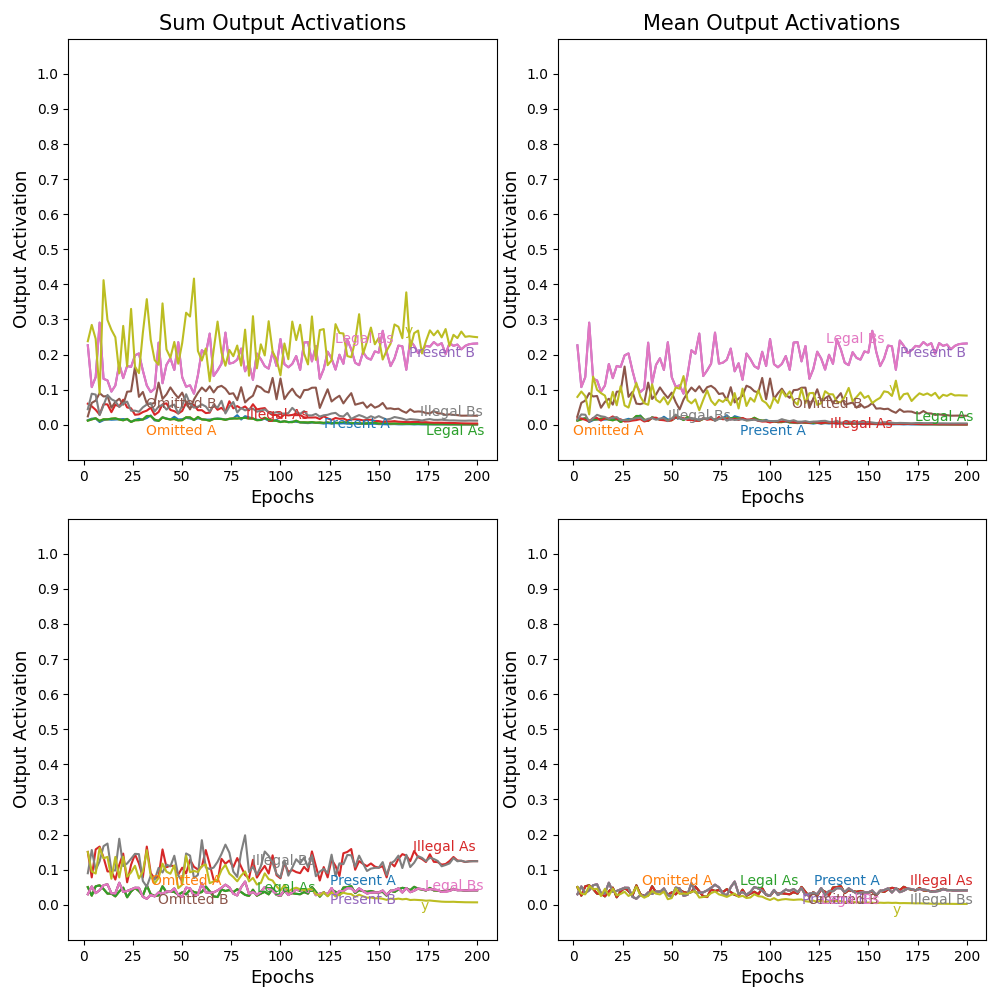 Sum Output Activations
Mean Output Activations
Output Activation
1.0
0.9
0.8
0.7
0.6
0.5
0.4
0.3
0.2
0.1
0.0
y
Legal Bs
Present B
Omitted B
Illegal As
Illegal Bs
Present A
Omitted A
Legal As
0 25 50 75 100 125 150 175 200
Epochs
Output Activation
1.0
0.9
0.8
0.7
0.6
0.5
0.4
0.3
0.2
0.1
0.0
Legal Bs
Present B
y
Omitted B
Illegal Bs
Legal As
Illegal As
Omitted A
Present A
0 25 50 75 100 125 150 175 200
Epochs
Output Activation
1.0
0.9
0.8
0.7
0.6
0.5
0.4
0.3
0.2
0.1
0.0
Illegal As
Illegal Bs
Omitted A
Present A
Legal As
Legal Bs
Omitted B
Present B
y
0 25 50 75 100 125 150 175 200
Epochs
Output Activation
1.0
0.9
0.8
0.7
0.6
0.5
0.4
0.3
0.2
0.1
0.0
Omitted A
Legal As
Present A
Illegal As
Illegal Bs
y
0 25 50 75 100 125 150 175 200
Epochs